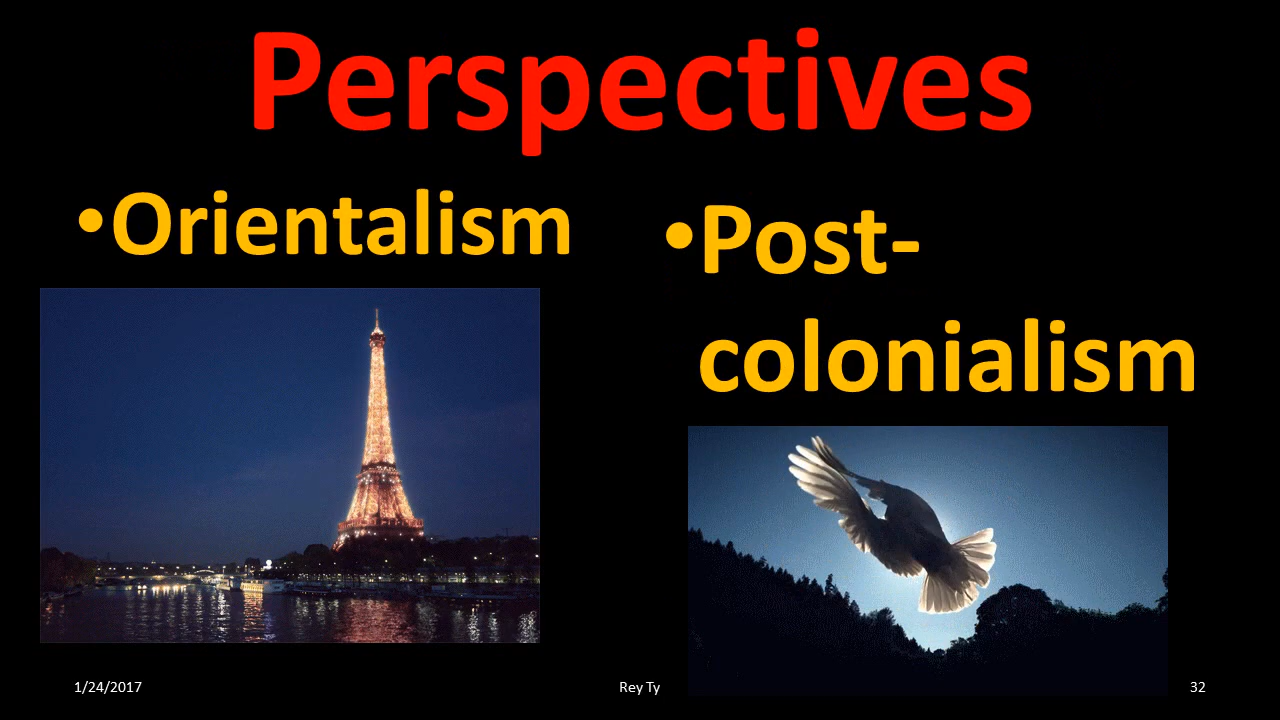 Perspectives
•Orientalism
•Post-
colonialism
1/24/2017
Rey Ty
32